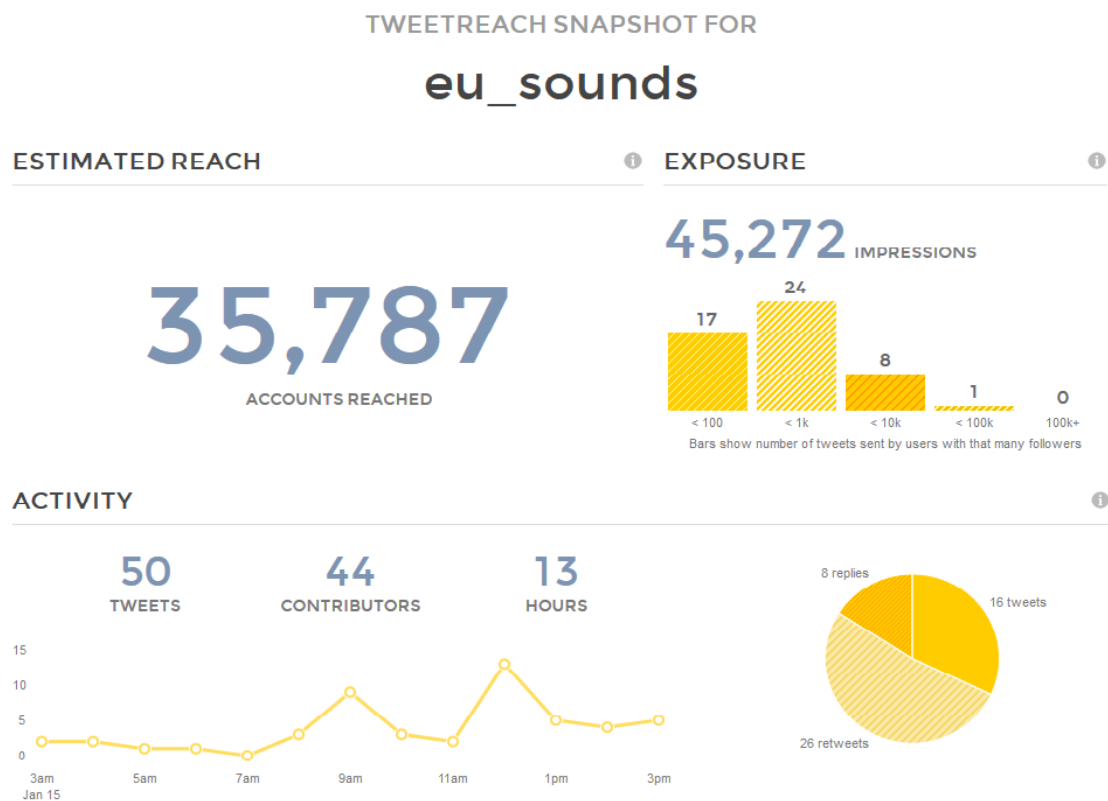 TWEETREACH SNAPSHOT FOR
eu_sounds
ESTIMATED REACH
35,787
ACCOUNTS REACHED
EXPOSURE
45,272 IMPRESSIONS
17
24
8
1
0
< 100
< 1k
< 10k
< 100k
100k+
Bars show number of tweets sent by users with that many followers
ACTIVITY
50
TWEETS
44
CONTRIBUTORS
13
HOURS
15
10
5
0
3am
Jan 15
5am
7am
9am
11am
1pm
3pm
8 replies
16 tweets
26 retweets